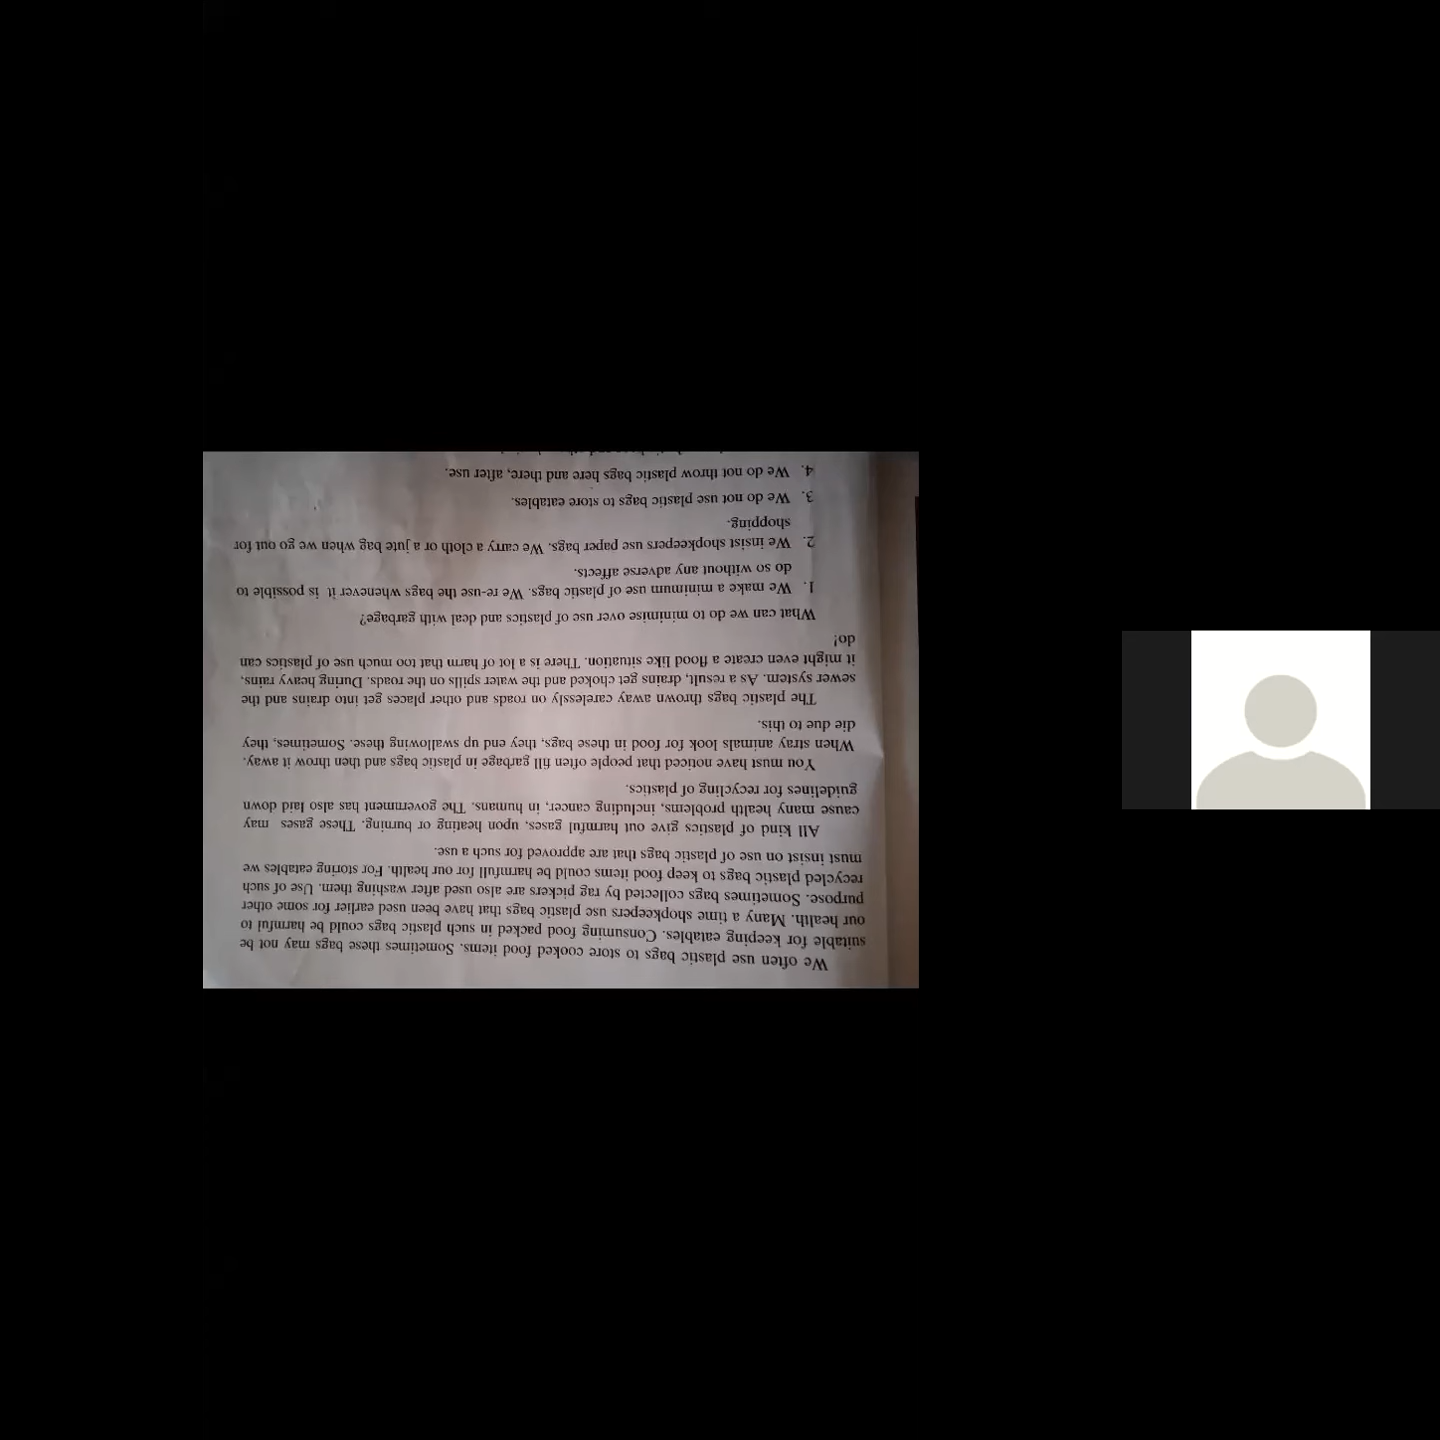 We often use plastic bags to store cooked food items. Sometimes these bags may not be
suitable for keeping eatables. Consuming food packed in such plastic bags could be harmful to
our health. Many a time shopkeepers use plastic bags that have been used earlier for some other
purpose. Sometimes bags collected by rag pickers are also used after washing them. Use of such
recycled plastic bags to keep food items could be harmfull for our health. For storing eatables we
must insist on use of plastic bags that are approved for such a use.
All kind of plastics give out harmful gases, upon heating or burning. These gases may
cause many health problems, including cancer, in humans. The government has also laid down
guidelines for recycling of plastics.
You must have noticed that people often fill garbage in plastic bags and then throw it away.
When stray animals look for food in these bags, they end up swallowing these. Sometimes, they
die due to this.
The plastic bags thrown away carelessly on roads and other places get into drains and the
sewer system. As a result, drains get choked and the water spills on the roads. During heavy rains,
it might even create a flood like situation. There is a lot of harm that too much use of plastics can
do!
What can we do to minimise over use of plastics and deal with garbage?
1. We make a minimum use of plastic bags. We re-use the bags whenever it is possible to
do so without any adverse affects.
2. We insist shopkeepers use paper bags. We carry a cloth or a jute bag when we go out for
shopping.
3. We do not use plastic bags to store eatables.
4. We do not throw plastic bags here and there, after use.